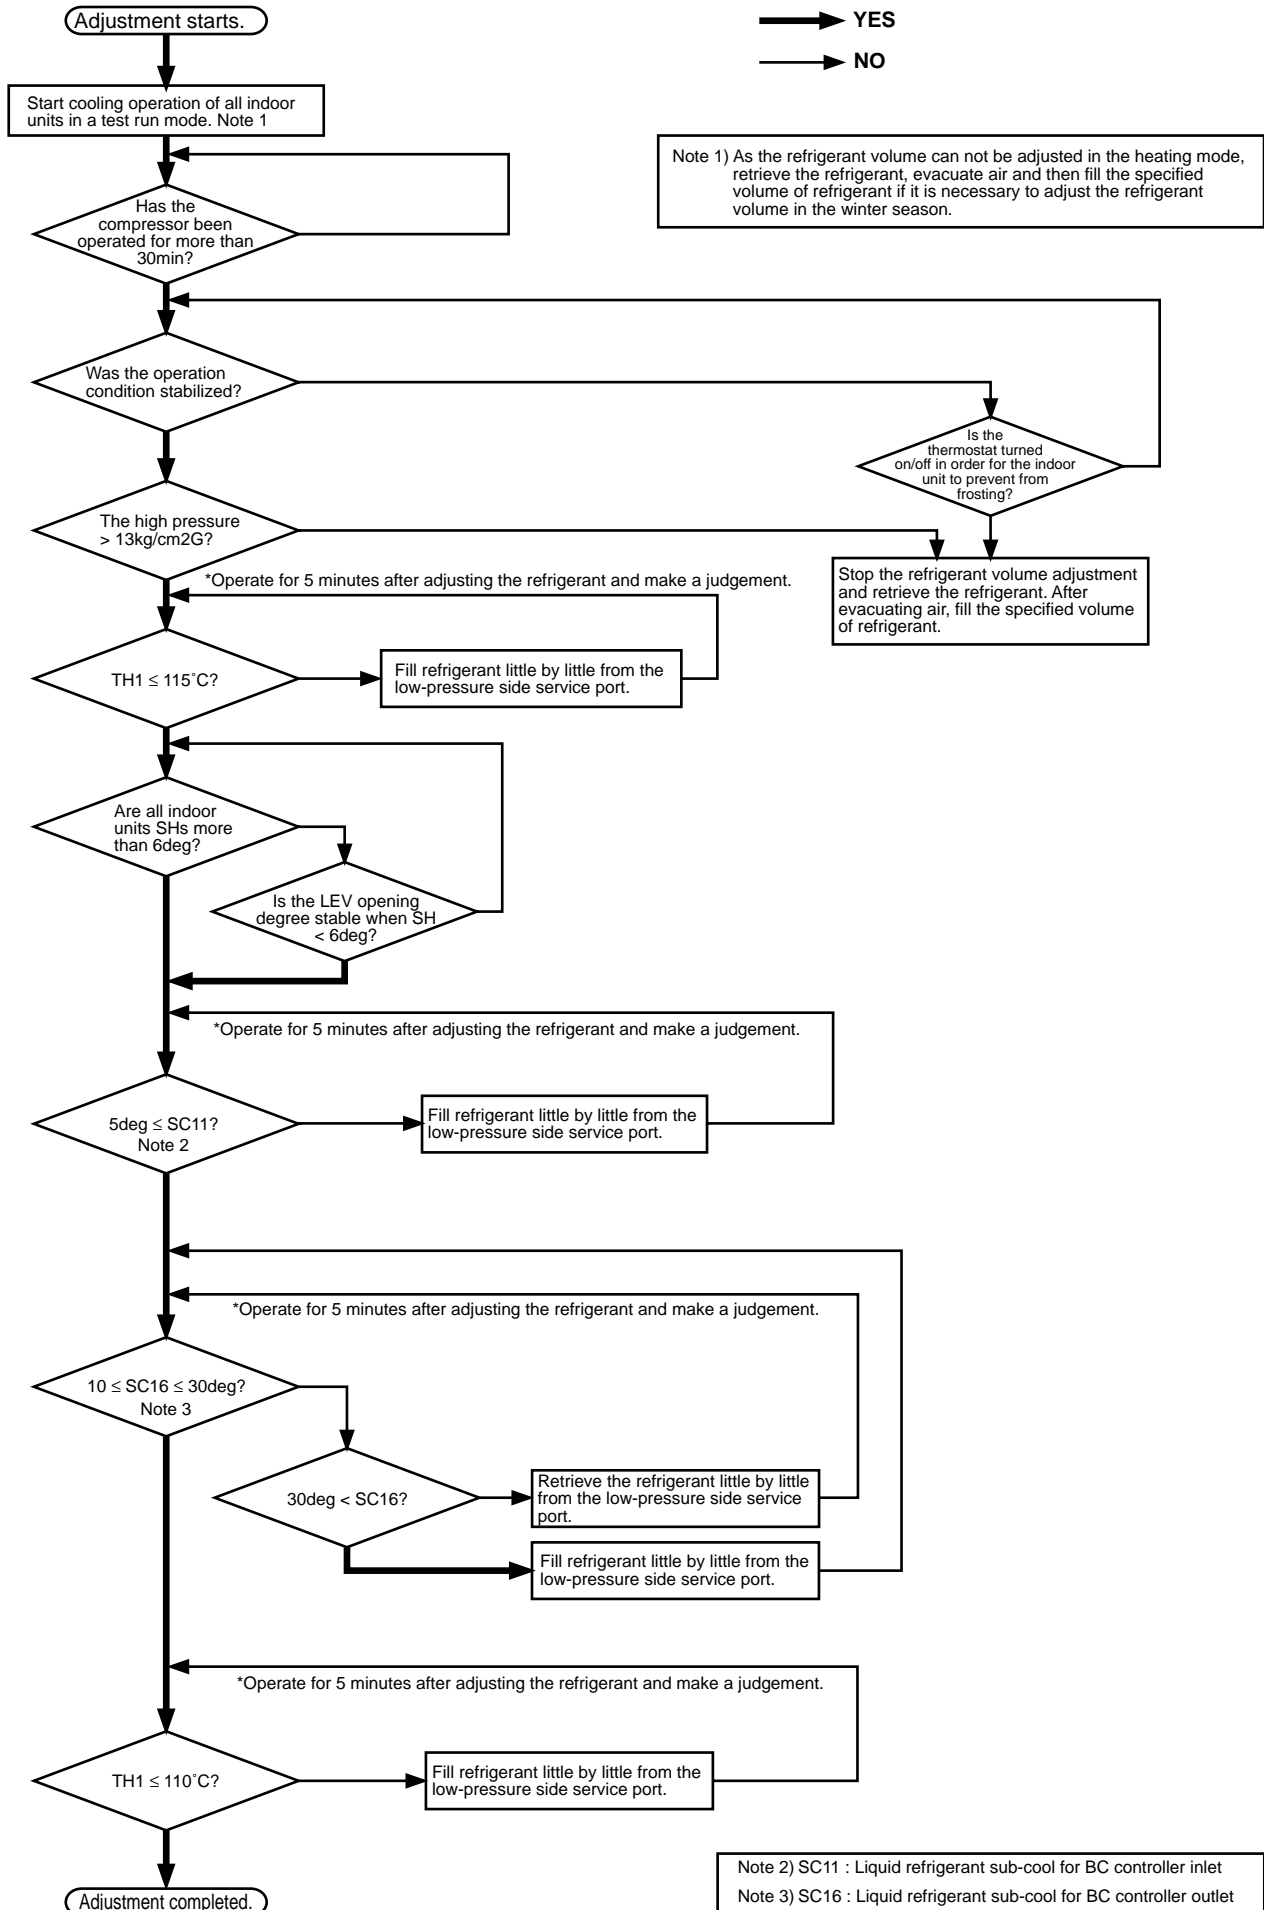 Adjustment starts.
YES
NO
Start cooling operation of all indoor
units in a test run mode. Note 1
Note 1) As the refrigerant volume can not be adjusted in the heating mode,
retrieve the refrigerant, evacuate air and then fill the specified
volume of refrigerant if it is necessary to adjust the refrigerant
volume in the winter season.
Has the
compressor been
operated for more than
30min?
Was the operation
condition stabilized?
Is the
thermostat turned
on/off in order for the indoor
unit to prevent from
frosting?
The high pressure
> 13kg/cm2G?
Stop the refrigerant volume adjustment
and retrieve the refrigerant. After
evacuating air, fill the specified volume
of refrigerant.
*Operate for 5 minutes after adjusting the refrigerant and make a judgement.
TH1 ≤ 115˚C?
Fill refrigerant little by little from the
low-pressure side service port.
Are all indoor
units SHs more
than 6deg?
Is the LEV opening
degree stable when SH
< 6deg?
*Operate for 5 minutes after adjusting the refrigerant and make a judgement.
5deg ≤ SC11?
Note 2
Fill refrigerant little by little from the
low-pressure side service port.
*Operate for 5 minutes after adjusting the refrigerant and make a judgement.
10 ≤ SC16 ≤ 30deg?
Note 3
30deg < SC16?
Retrieve the refrigerant little by little
from the low-pressure side service
port.
Fill refrigerant little by little from the
low-pressure side service port.
*Operate for 5 minutes after adjusting the refrigerant and make a judgement.
TH1 ≤ 110˚C?
Fill refrigerant little by little from the
low-pressure side service port.
Adjustment completed.
Note 2) SC11 : Liquid refrigerant sub-cool for BC controller inlet
Note 3) SC16 : Liquid refrigerant sub-cool for BC controller outlet